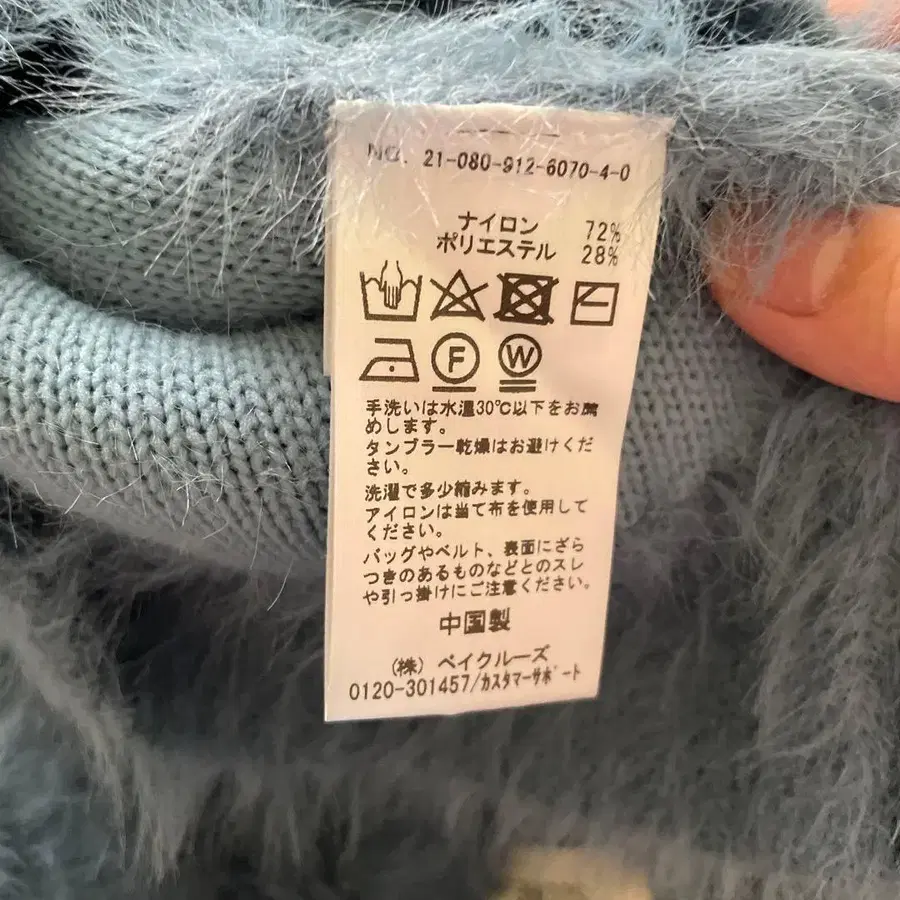 NO. 21-080-912-6070-4-0
ナイロン 72%
ポリエステル 28%
F W
手洗いは水温30℃以下をお薦
めします。
タンブラー乾燥はお避けくだ
さい。
洗濯で多少縮みます。
アイロンは当て布を使用して
ください。
バッグやベルト、表面にざら
つきのあるものなどとのスレ
や引っ掛けにご注意ください。
中国製
(株) ベイクルーズ
0120-301457/カスタマーサポート